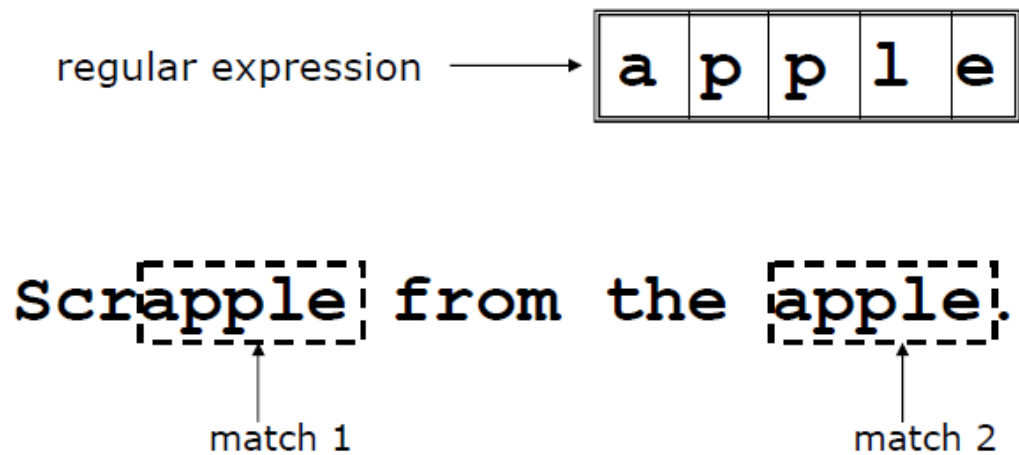 regular expression a p p l e
Scrapple from the apple.
match 1 match 2